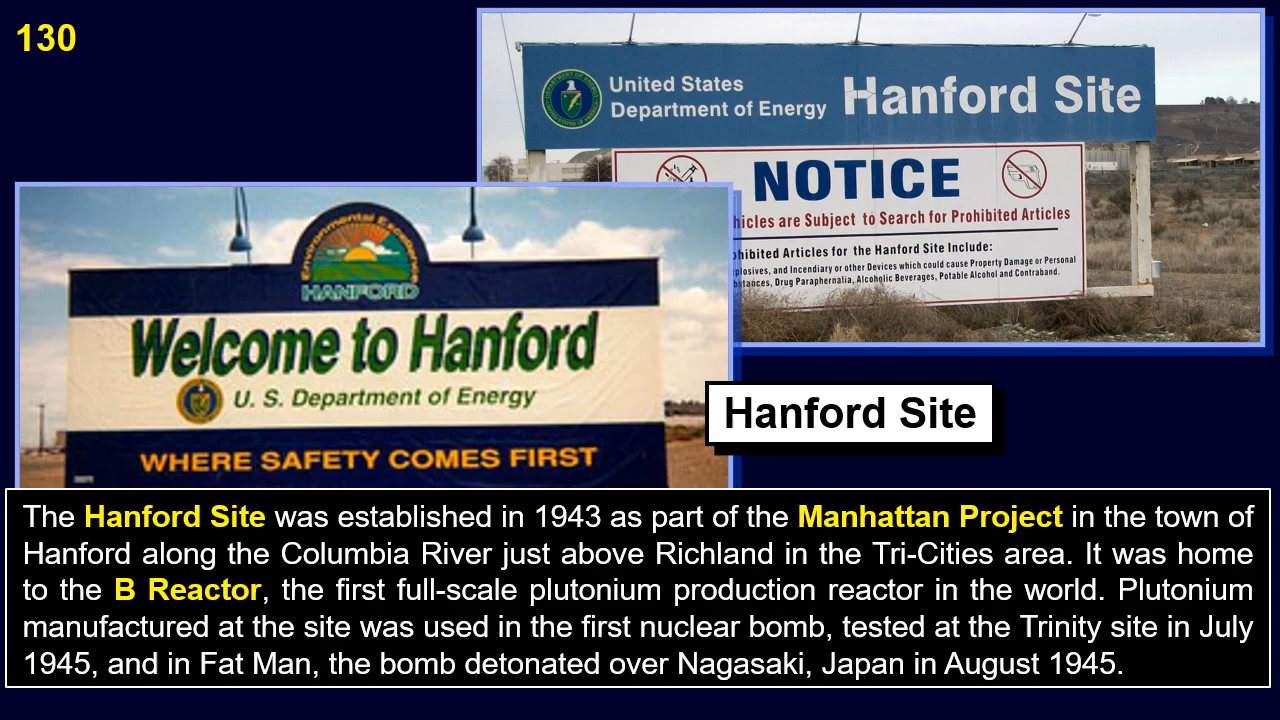 130
United States
Department of Energy
Hanford Site
NOTICE
hicles are Subject to Search for Prohibited Articles
ohibited Articles for the Hanford Site Include:
plosives, and Incendiary or other Devices which could cause Property Damage or Personal
bstances, Drug Paraphernalia, Alcoholic Beverages, Potable Alcohol and Contraband.
Environmental Excellence
HANFORD
Welcome to Hanford
U. S. Department of Energy
WHERE SAFETY COMES FIRST
Hanford Site
The Hanford Site was established in 1943 as part of the Manhattan Project in the town of
Hanford along the Columbia River just above Richland in the Tri-Cities area. It was home
to the B Reactor, the first full-scale plutonium production reactor in the world. Plutonium
manufactured at the site was used in the first nuclear bomb, tested at the Trinity site in July
1945, and in Fat Man, the bomb detonated over Nagasaki, Japan in August 1945.